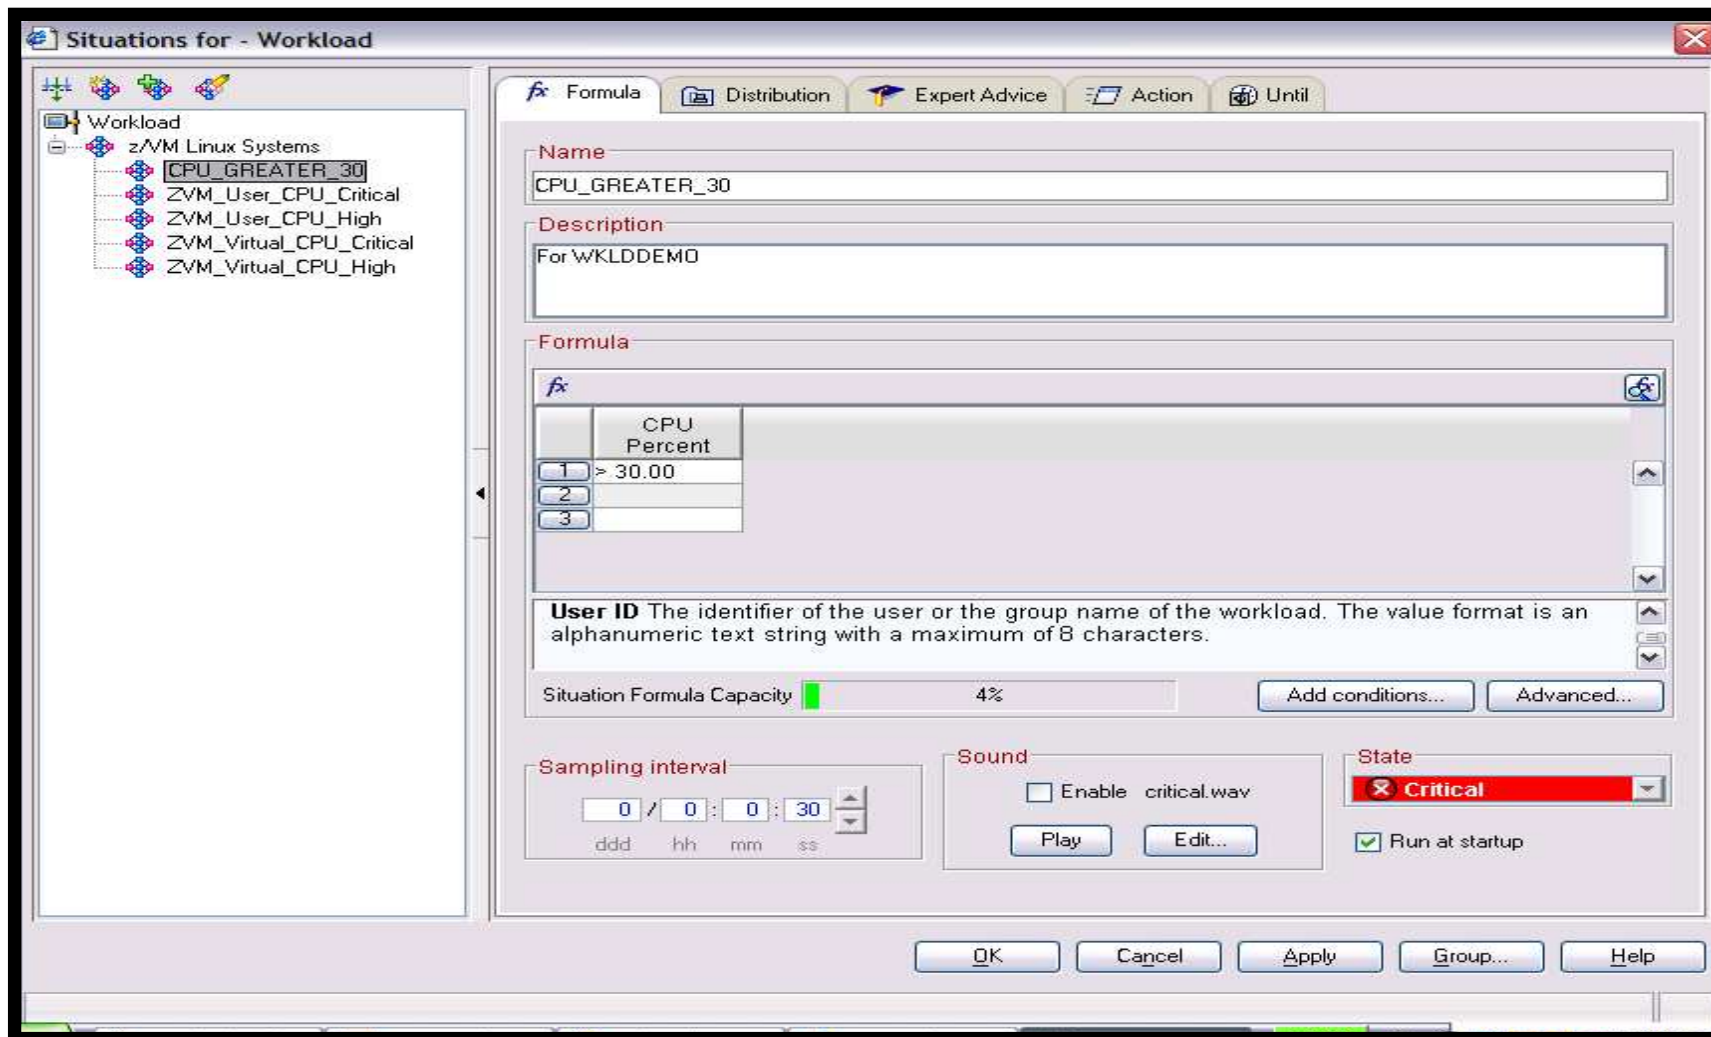 Situations for - Workload
Workload
z/VM Linux Systems
CPU_GREATER_30
ZVM_User_CPU_Critical
ZVM_User_CPU_High
ZVM_Virtual_CPU_Critical
ZVM_Virtual_CPU_High
fx Formula Distribution Expert Advice Action Until
Name
CPU_GREATER_30
Description
For WKLDDEMO
Formula
fx
CPU
Percent
1 > 30.00
2
3
User ID The identifier of the user or the group name of the workload. The value format is an
alphanumeric text string with a maximum of 8 characters.
Situation Formula Capacity 4% Add conditions... Advanced...
Sampling interval Sound State
0 / 0 : 0 : 30 Enable critical.wav Critical
ddd hh mm ss Play Edit... Run at startup
OK Cancel Apply Group... Help